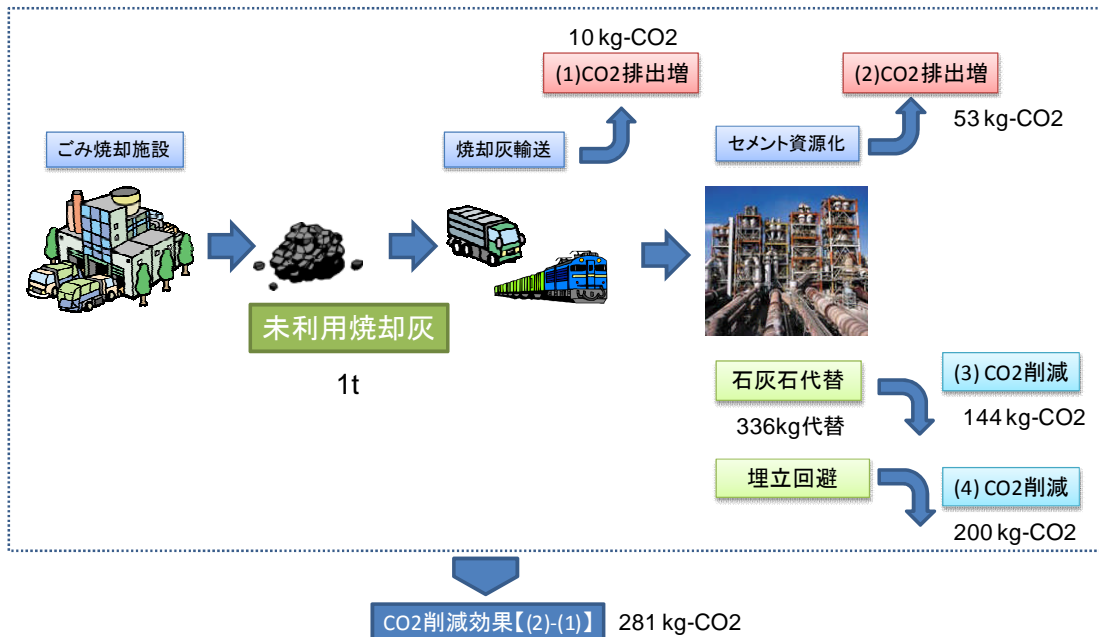 10 kg-CO2
(1)CO2排出増
(2)CO2排出増
53 kg-CO2
ごみ焼却施設
焼却灰輸送
セメント資源化
未利用焼却灰
1t
石灰石代替
(3) CO2削減
336kg代替
144 kg-CO2
埋立回避
(4) CO2削減
200 kg-CO2
CO2削減効果【(2)-(1)】
281 kg-CO2